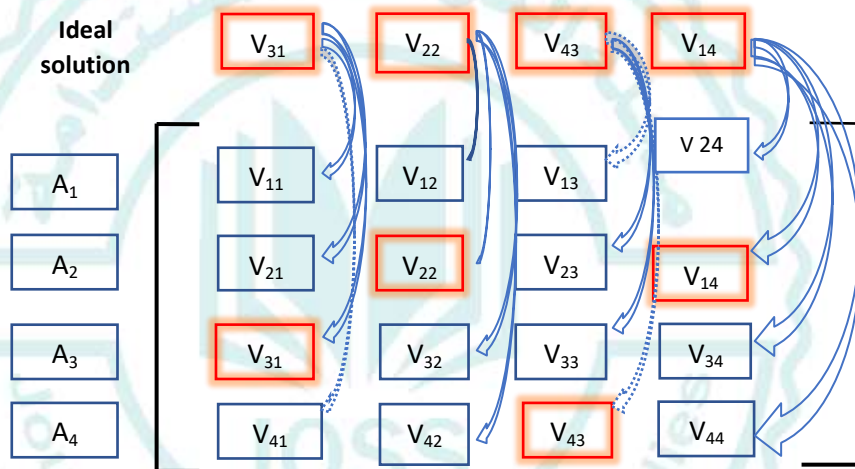 Ideal solution V₃₁ V₂₂ V₄₃ V₁₄
A₁ V₁₁ V₁₂ V₁₃ V 24
A₂ V₂₁ V₂₂ V₂₃ V₁₄
A₃ V₃₁ V₃₂ V₃₃ V₃₄
A₄ V₄₁ V₄₂ V₄₃ V₄₄
JOSS